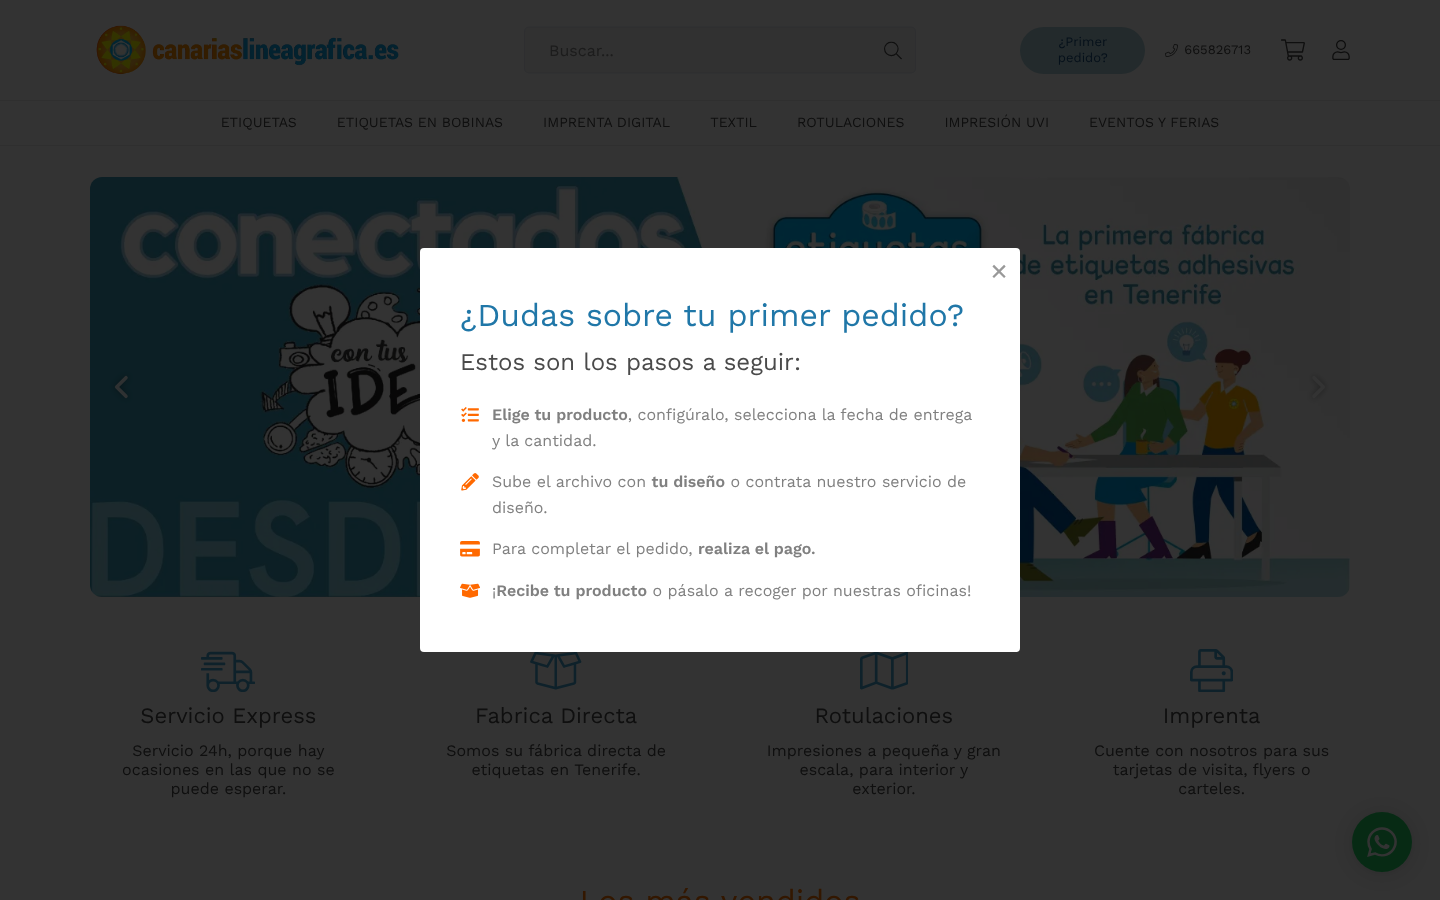 canariaslineagrafica.es
Buscar...
¿Primer
pedido?
665826713
ETIQUETAS
ETIQUETAS EN BOBINAS
IMPRENTA DIGITAL
TEXTIL
ROTULACIONES
IMPRESIÓN UVI
EVENTOS Y FERIAS
conectados
con tus
IDE
DESD
etiquetas
La primera fábrica
de etiquetas adhesivas
en Tenerife
¿Dudas sobre tu primer pedido?
Estos son los pasos a seguir:
Elige tu producto, configúralo, selecciona la fecha de entrega
y la cantidad.
Sube el archivo con tu diseño o contrata nuestro servicio de
diseño.
Para completar el pedido, realiza el pago.
¡Recibe tu producto o pásalo a recoger por nuestras oficinas!
Servicio Express
Servicio 24h, porque hay
ocasiones en las que no se
puede esperar.
Fabrica Directa
Somos su fábrica directa de
etiquetas en Tenerife.
Rotulaciones
Impresiones a pequeña y gran
escala, para interior y
exterior.
Imprenta
Cuente con nosotros para sus
tarjetas de visita, flyers o
carteles.
Los más vendidos